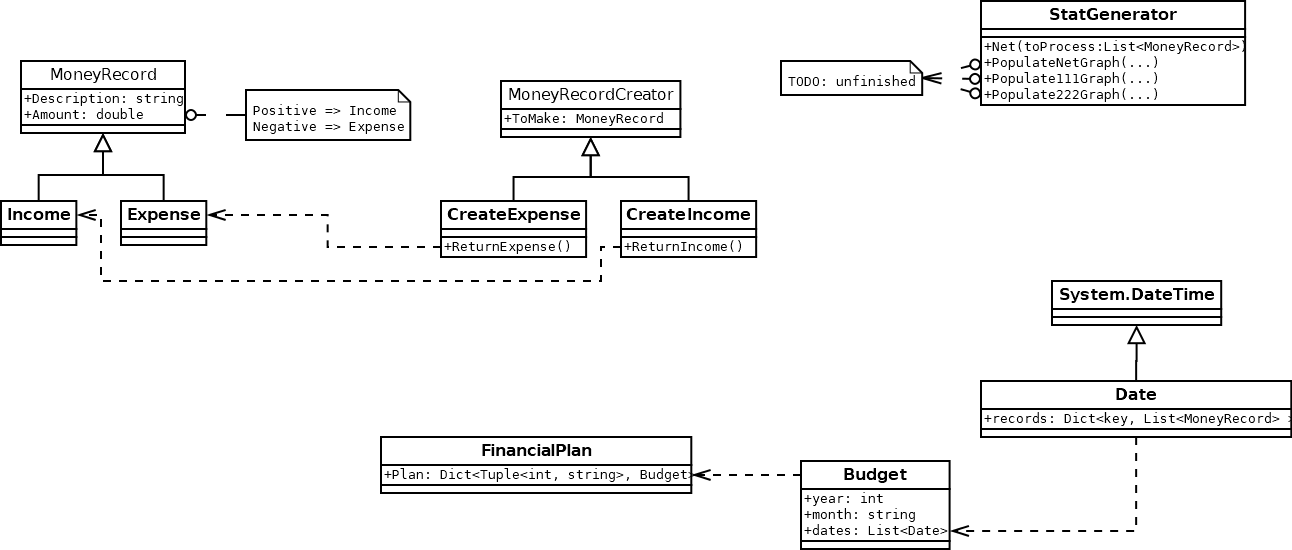 StatGenerator
+Net(toProcess:List<MoneyRecord>)
+PopulateNetGraph(...)
+Populate111Graph(...)
+Populate222Graph(...)
TODO: unfinished
MoneyRecord
+Description: string
+Amount: double
Positive => Income
Negative => Expense
MoneyRecordCreator
+ToMake: MoneyRecord
Income
Expense
CreateExpense
+ReturnExpense()
CreateIncome
+ReturnIncome()
System.DateTime
Date
+records: Dict<key, List<MoneyRecord> >
FinancialPlan
+Plan: Dict<Tuple<int, string>, Budget>
Budget
+year: int
+month: string
+dates: List<Date>